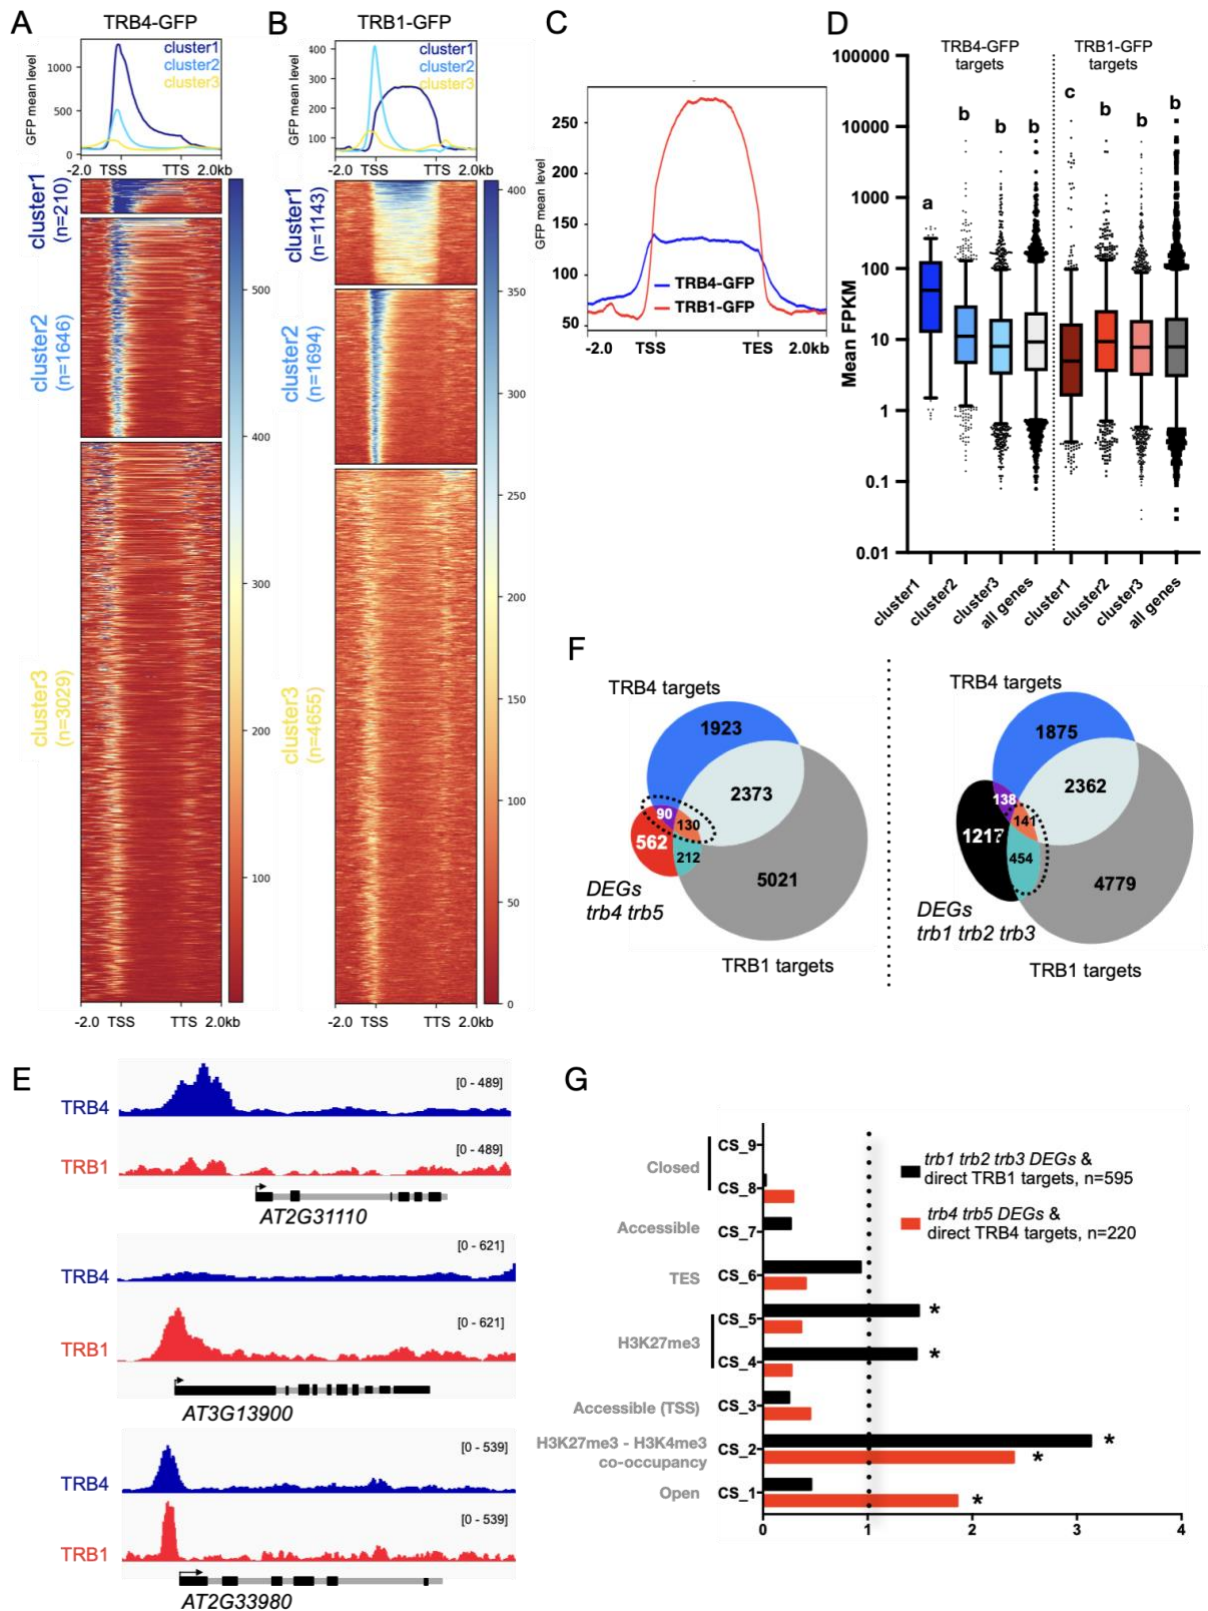 A
TRB4-GFP
GFP mean level
1000
500
0
cluster1
cluster2
cluster3
-2.0 TSS TTS 2.0kb
cluster1
(n=210)
cluster2
(n=1646)
cluster3
(n=3029)
500
400
300
200
100
-2.0 TSS TTS 2.0kb
B
TRB1-GFP
GFP mean level
400
300
200
100
cluster1
cluster2
cluster3
-2.0 TSS TTS 2.0kb
cluster1
(n=1143)
cluster2
(n=1694)
cluster3
(n=4655)
400
350
300
250
200
150
100
50
0
-2.0 TSS TTS 2.0kb
C
GFP mean level
250
200
150
100
50
TRB4-GFP
TRB1-GFP
-2.0 TSS TES 2.0kb
D
TRB4-GFP
targets
TRB1-GFP
targets
Mean FPKM
100000
10000
1000
100
10
1
0.1
0.01
a
b
b
b
c
b
b
b
cluster1
cluster2
cluster3
all genes
cluster1
cluster2
cluster3
all genes
F
TRB4 targets
1923
2373
90
130
562
212
5021
DEGs
trb4 trb5
TRB1 targets
TRB4 targets
1875
2362
138
141
1217
454
4779
DEGs
trb1 trb2 trb3
TRB1 targets
E
TRB4
[0 - 489]
TRB1
[0 - 489]
AT2G31110
TRB4
[0 - 621]
TRB1
[0 - 621]
AT3G13900
TRB4
[0 - 539]
TRB1
[0 - 539]
AT2G33980
G
Closed
CS_9
CS_8
Accessible
CS_7
TES
CS_6
H3K27me3
CS_5
*
CS_4
*
Accessible (TSS)
CS_3
H3K27me3 - H3K4me3
co-occupancy
CS_2
*
*
Open
CS_1
*
0 1 2 3 4
trb1 trb2 trb3 DEGs &
direct TRB1 targets, n=595
trb4 trb5 DEGs &
direct TRB4 targets, n=220